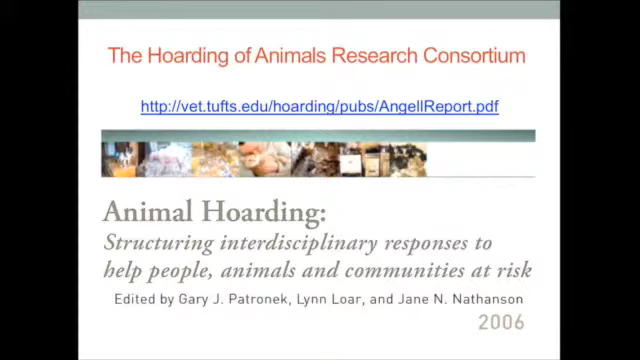 The Hoarding of Animals Research Consortium
http://vet.tufts.edu/hoarding/pubs/AngellReport.pdf
Animal Hoarding:
Structuring interdisciplinary responses to
help people, animals and communities at risk
Edited by Gary J. Patronek, Lynn Loar, and Jane N. Nathanson
2006